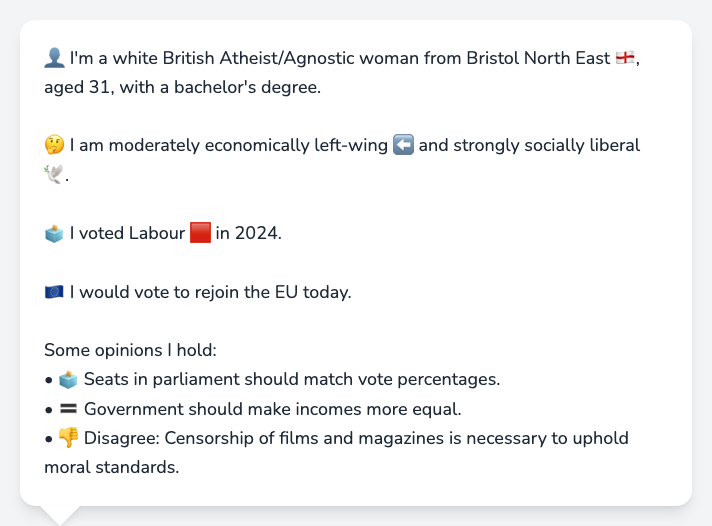 👤 I'm a white British Atheist/Agnostic woman from Bristol North East 🏴󠁧󠁢󠁥󠁮󠁧󠁿,
aged 31, with a bachelor's degree.
🤔 I am moderately economically left-wing ⬅️ and strongly socially liberal
🕊️.
🗳️ I voted Labour 🟥 in 2024.
🇪🇺 I would vote to rejoin the EU today.
Some opinions I hold:
• 🗳️ Seats in parliament should match vote percentages.
• 🟰 Government should make incomes more equal.
• 👎 Disagree: Censorship of films and magazines is necessary to uphold
moral standards.